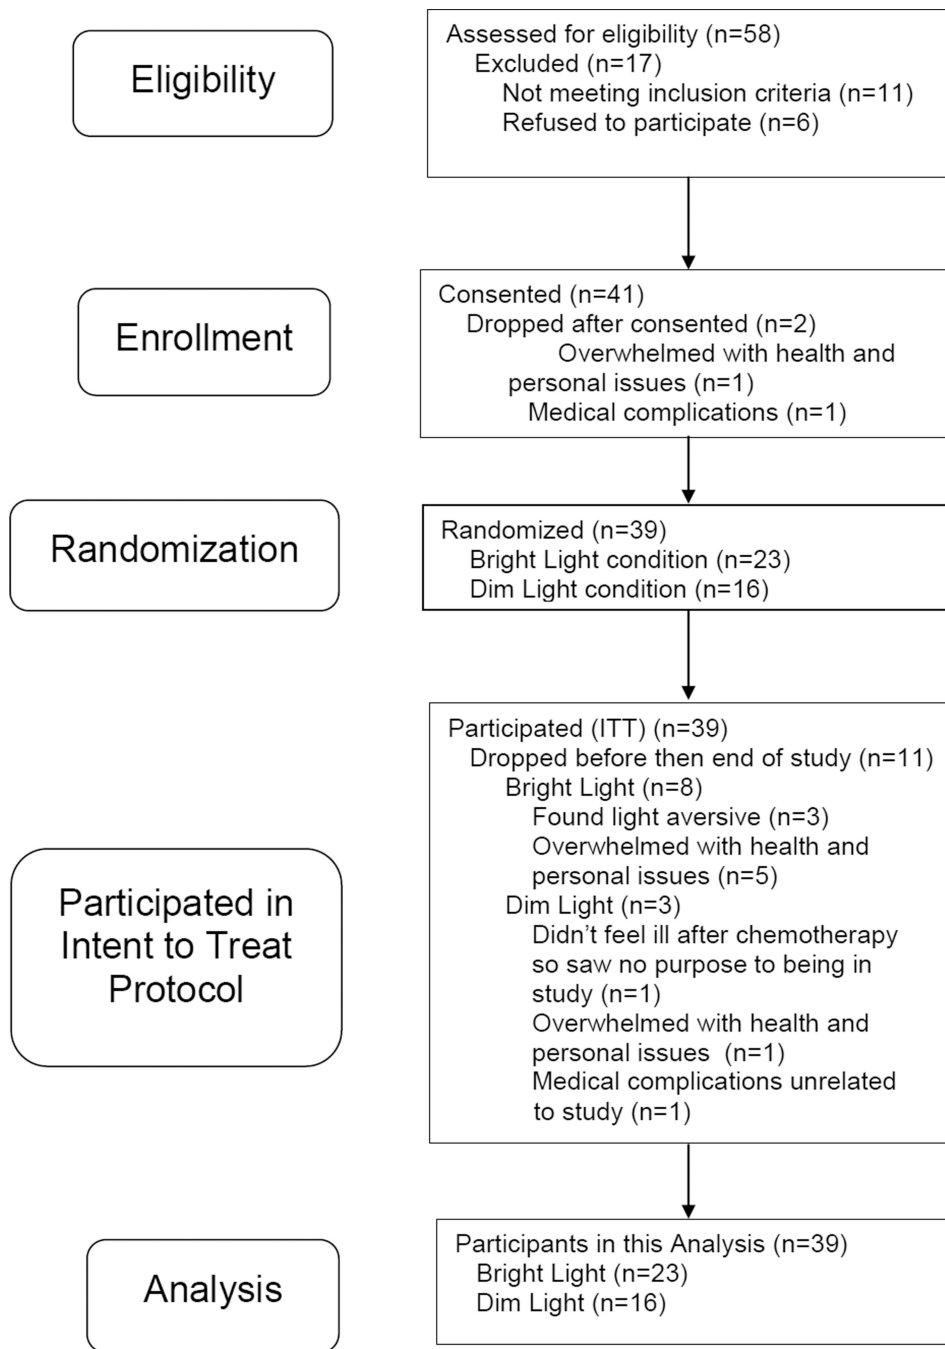 Eligibility
Assessed for eligibility (n=58)
Excluded (n=17)
Not meeting inclusion criteria (n=11)
Refused to participate (n=6)
Enrollment
Consented (n=41)
Dropped after consented (n=2)
Overwhelmed with health and
personal issues (n=1)
Medical complications (n=1)
Randomization
Randomized (n=39)
Bright Light condition (n=23)
Dim Light condition (n=16)
Participated in
Intent to Treat
Protocol
Participated (ITT) (n=39)
Dropped before then end of study (n=11)
Bright Light (n=8)
Found light aversive (n=3)
Overwhelmed with health and
personal issues (n=5)
Dim Light (n=3)
Didn't feel ill after chemotherapy
so saw no purpose to being in
study (n=1)
Overwhelmed with health and
personal issues (n=1)
Medical complications unrelated
to study (n=1)
Analysis
Participants in this Analysis (n=39)
Bright Light (n=23)
Dim Light (n=16)